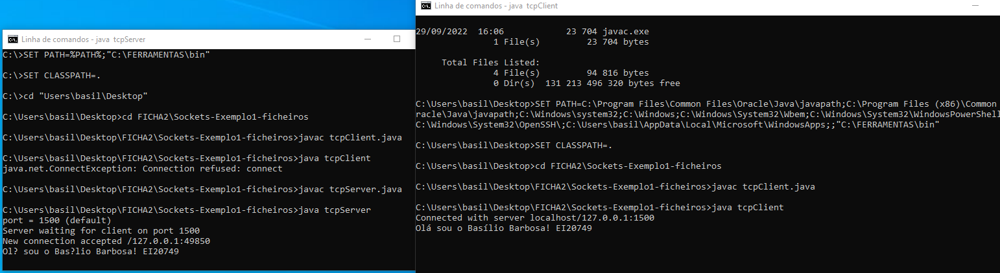 Linha de comandos - java tcpServer
C:\>SET PATH=%PATH%;"C:\FERRAMENTAS\bin"
C:\>SET CLASSPATH=.
C:\>cd "Users\basil\Desktop"
C:\Users\basil\Desktop>cd FICHA2\Sockets-Exemplo1-ficheiros
C:\Users\basil\Desktop\FICHA2\Sockets-Exemplo1-ficheiros>javac tcpClient.java
C:\Users\basil\Desktop\FICHA2\Sockets-Exemplo1-ficheiros>java tcpClient
java.net.ConnectException: Connection refused: connect
C:\Users\basil\Desktop\FICHA2\Sockets-Exemplo1-ficheiros>javac tcpServer.java
C:\Users\basil\Desktop\FICHA2\Sockets-Exemplo1-ficheiros>java tcpServer
port = 1500 (default)
Server waiting for client on port 1500
New connection accepted /127.0.0.1:49850
Ol? sou o Bas?lio Barbosa! EI20749
Linha de comandos - java tcpClient
29/09/2022  16:06            23 704 javac.exe
1 File(s)         23 704 bytes
Total Files Listed:
4 File(s)         94 816 bytes
0 Dir(s)  131 213 496 320 bytes free
C:\Users\basil\Desktop>SET PATH=C:\Program Files\Common Files\Oracle\Java\javapath;C:\Program Files (x86)\Common
racle\Java\javapath;C:\Windows\system32;C:\Windows;C:\Windows\System32\Wbem;C:\Windows\System32\WindowsPowerShell
C:\Windows\System32\OpenSSH\;C:\Users\basil\AppData\Local\Microsoft\WindowsApps;;"C:\FERRAMENTAS\bin"
C:\Users\basil\Desktop>SET CLASSPATH=.
C:\Users\basil\Desktop>cd FICHA2\Sockets-Exemplo1-ficheiros
C:\Users\basil\Desktop\FICHA2\Sockets-Exemplo1-ficheiros>javac tcpClient.java
C:\Users\basil\Desktop\FICHA2\Sockets-Exemplo1-ficheiros>java tcpClient
Connected with server localhost/127.0.0.1:1500
Olá sou o Basílio Barbosa! EI20749